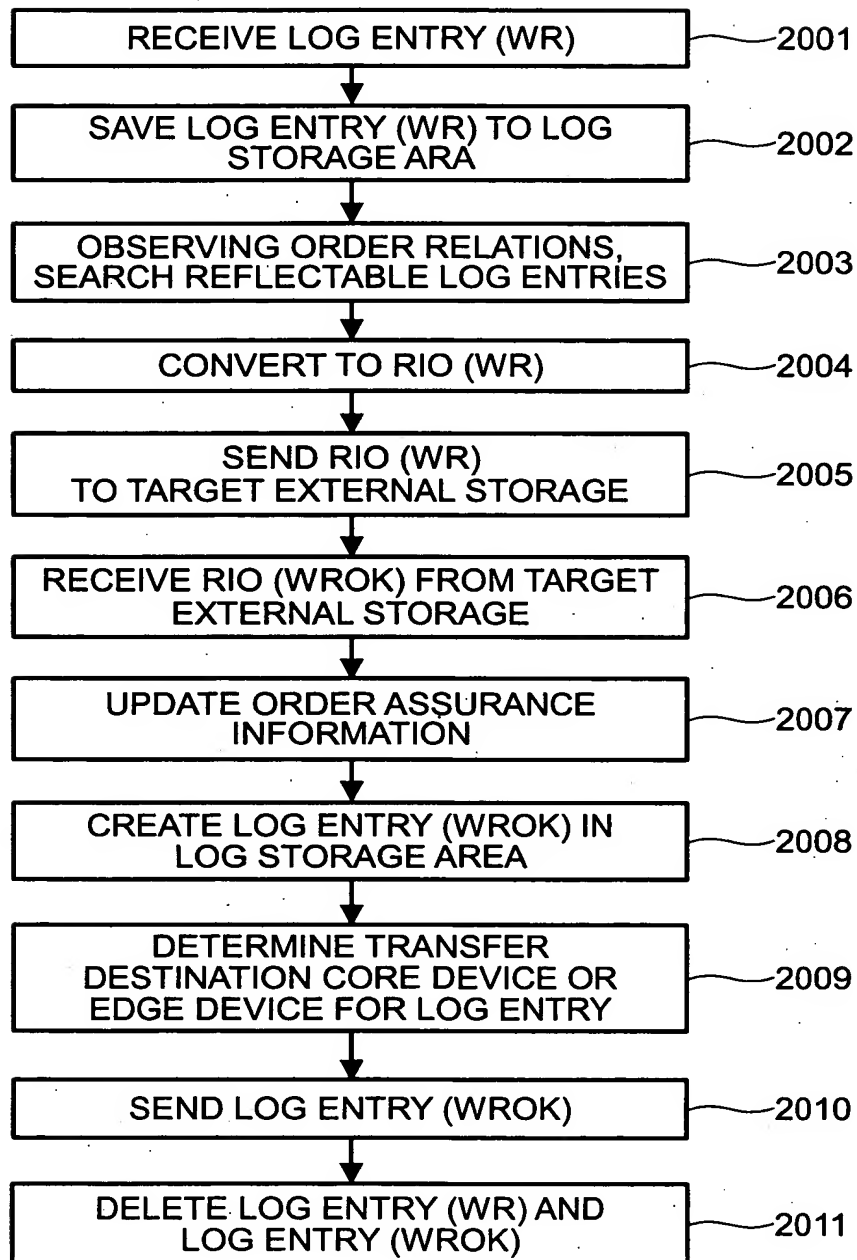 RECEIVE LOG ENTRY (WR)
2001
SAVE LOG ENTRY (WR) TO LOG
STORAGE ARA
2002
OBSERVING ORDER RELATIONS,
SEARCH REFLECTABLE LOG ENTRIES
2003
CONVERT TO RIO (WR)
2004
SEND RIO (WR)
TO TARGET EXTERNAL STORAGE
2005
RECEIVE RIO (WROK) FROM TARGET
EXTERNAL STORAGE
2006
UPDATE ORDER ASSURANCE
INFORMATION
2007
CREATE LOG ENTRY (WROK) IN
LOG STORAGE AREA
2008
DETERMINE TRANSFER
DESTINATION CORE DEVICE OR
EDGE DEVICE FOR LOG ENTRY
2009
SEND LOG ENTRY (WROK)
2010
DELETE LOG ENTRY (WR) AND
LOG ENTRY (WROK)
2011